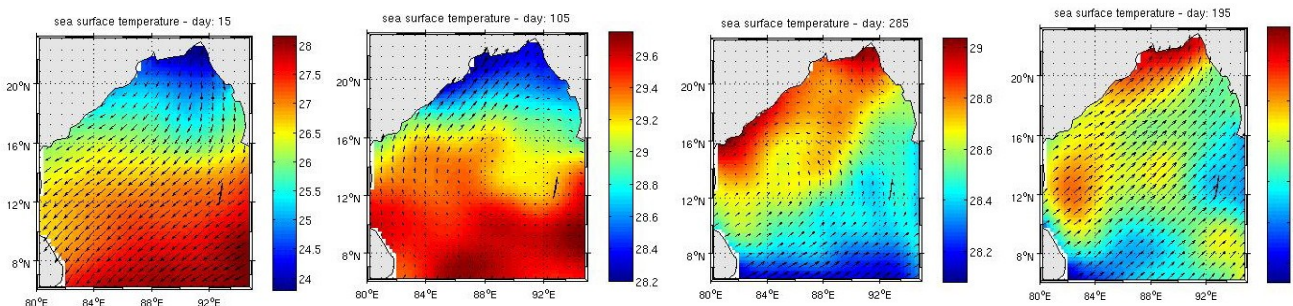 sea surface temperature - day: 15
20°N
16°N
12°N
8°N
80°E
84°E
88°E
92°E
28
27.5
27
26.5
26
25.5
25
24.5
24
sea surface temperature - day: 105
20°N
16°N
12°N
8°N
80°E
84°E
88°E
92°E
29.6
29.4
29.2
29
28.8
28.6
28.4
28.2
sea surface temperature - day: 285
20°N
16°N
12°N
8°N
80°E
84°E
88°E
92°E
29
28.8
28.6
28.4
28.2
sea surface temperature - day: 195
20°N
16°N
12°N
8°N
80°E
84°E
88°E
92°E